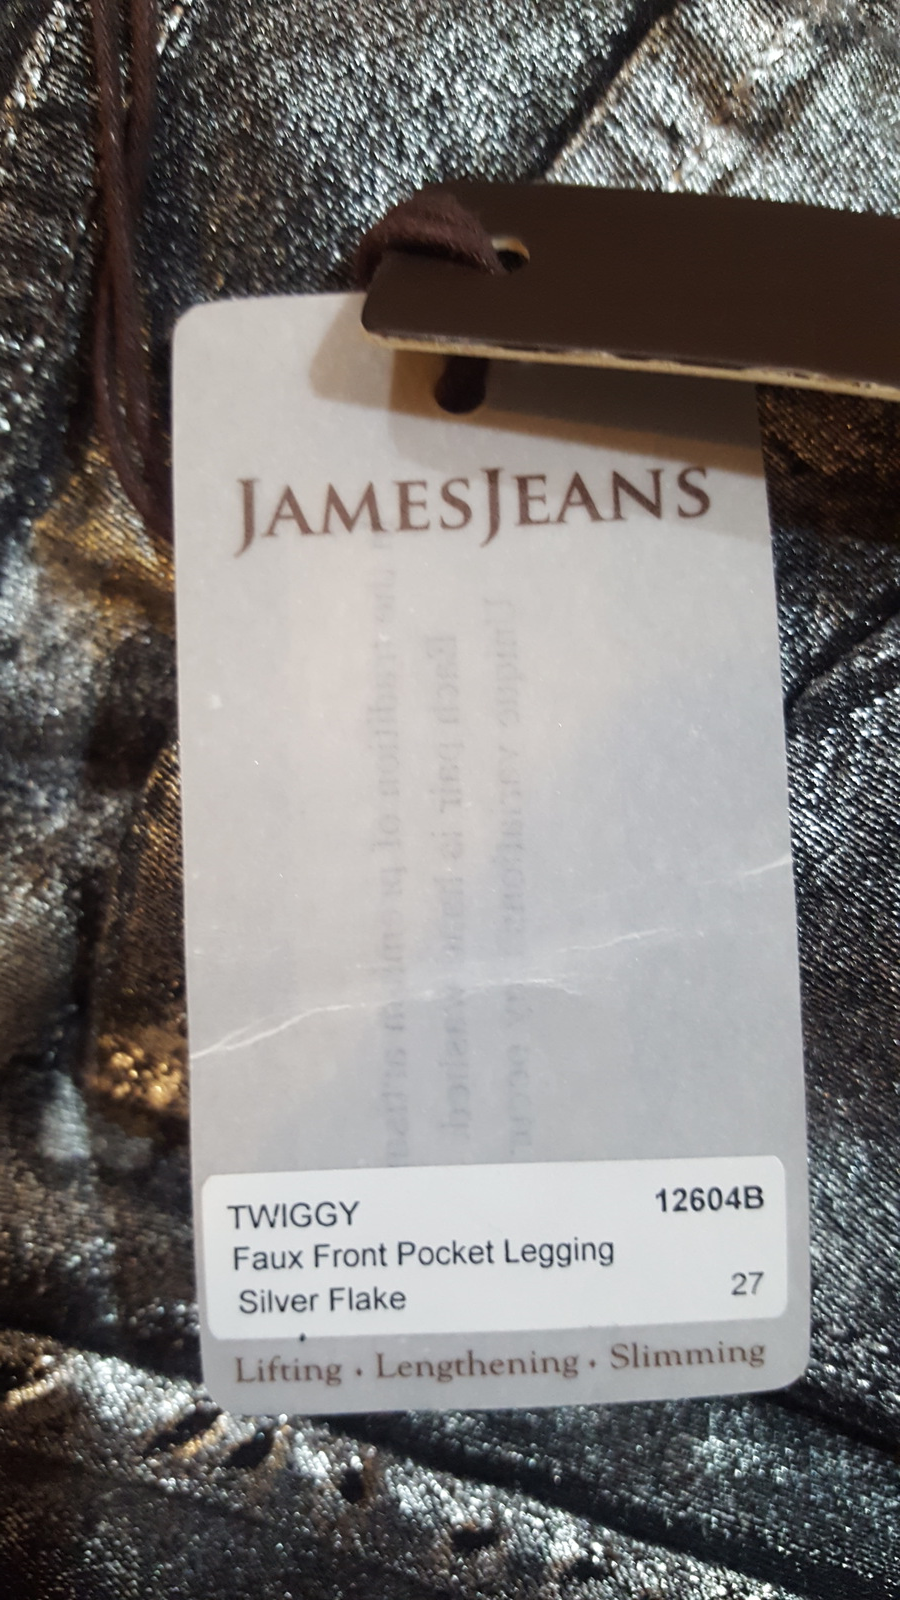 JAMESJEANS
TWIGGY 12604B
Faux Front Pocket Legging
Silver Flake 27
Lifting · Lengthening · Slimming